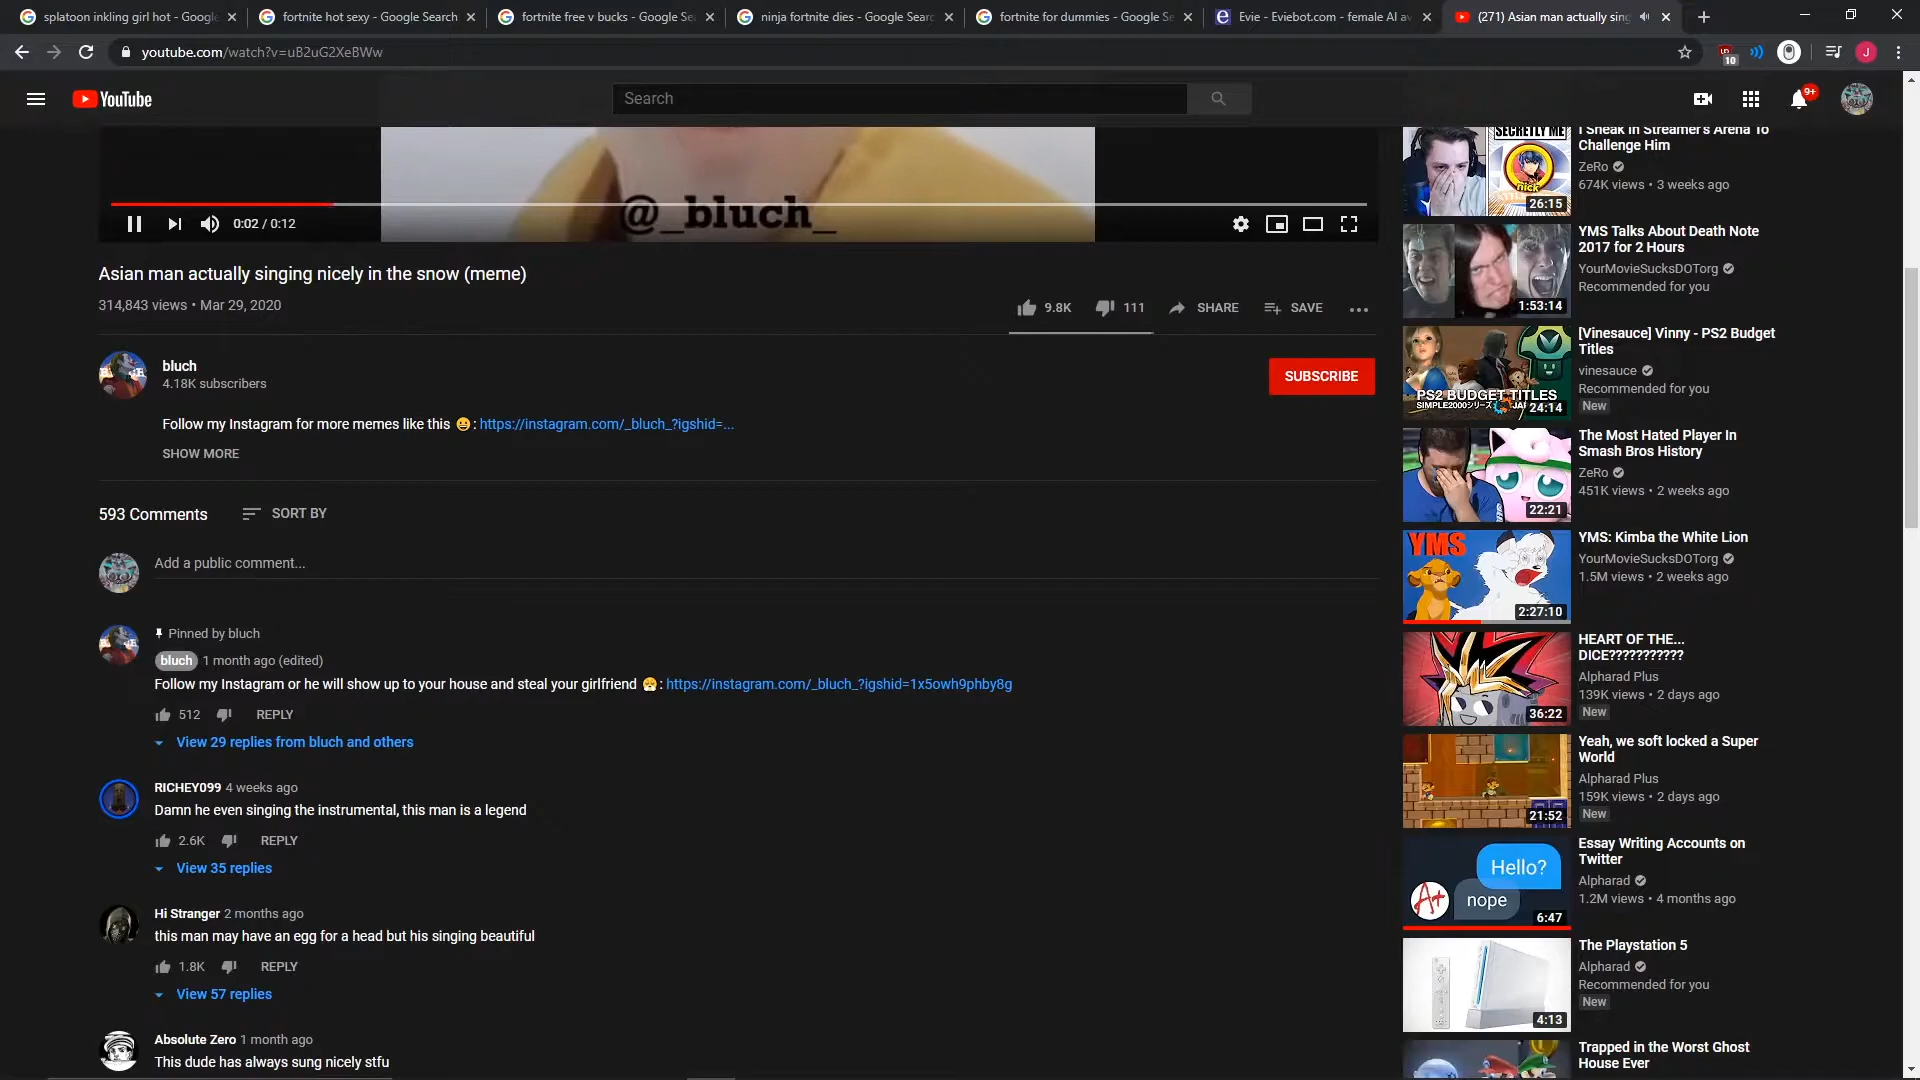 splatoon inkling girl hot - Google
fortnite hot sexy - Google Search
fortnite free v bucks - Google Se
ninja fortnite dies - Google Searc
fortnite for dummies - Google Se
Evie - Eviebot.com - female AI av
(271) Asian man actually sing
youtube.com/watch?v=uB2uG2XeBWw
10
J
YouTube
Search
9+
@_bluch_
0:02 / 0:12
Asian man actually singing nicely in the snow (meme)
314,843 views • Mar 29, 2020
9.8K
111
SHARE
SAVE
bluch
4.18K subscribers
SUBSCRIBE
Follow my Instagram for more memes like this 😀: https://instagram.com/_bluch_?igshid=...
SHOW MORE
593 Comments
SORT BY
Add a public comment...
Pinned by bluch
bluch 1 month ago (edited)
Follow my Instagram or he will show up to your house and steal your girlfriend 😤: https://instagram.com/_bluch_?igshid=1x5owh9phby8g
512 REPLY
View 29 replies from bluch and others
RICHEY099 4 weeks ago
Damn he even singing the instrumental, this man is a legend
2.6K REPLY
View 35 replies
Hi Stranger 2 months ago
this man may have an egg for a head but his singing beautiful
1.8K REPLY
View 57 replies
Absolute Zero 1 month ago
This dude has always sung nicely stfu
SECRETLY ME
nick
26:15
I Sneak In Streamer's Arena To
Challenge Him
ZeRo
674K views • 3 weeks ago
1:53:14
YMS Talks About Death Note
2017 for 2 Hours
YourMovieSucksDOTorg
Recommended for you
PS2 BUDGET TITLES
24:14
[Vinesauce] Vinny - PS2 Budget
Titles
vinesauce
Recommended for you
New
22:21
The Most Hated Player In
Smash Bros History
ZeRo
451K views • 2 weeks ago
YMS
2:27:10
YMS: Kimba the White Lion
YourMovieSucksDOTorg
1.5M views • 2 weeks ago
36:22
HEART OF THE...
DICE???????????
Alpharad Plus
139K views • 2 days ago
New
21:52
Yeah, we soft locked a Super
World
Alpharad Plus
159K views • 2 days ago
New
Hello?
A+
nope
6:47
Essay Writing Accounts on
Twitter
Alpharad
1.2M views • 4 months ago
4:13
The Playstation 5
Alpharad
Recommended for you
New
Trapped in the Worst Ghost
House Ever